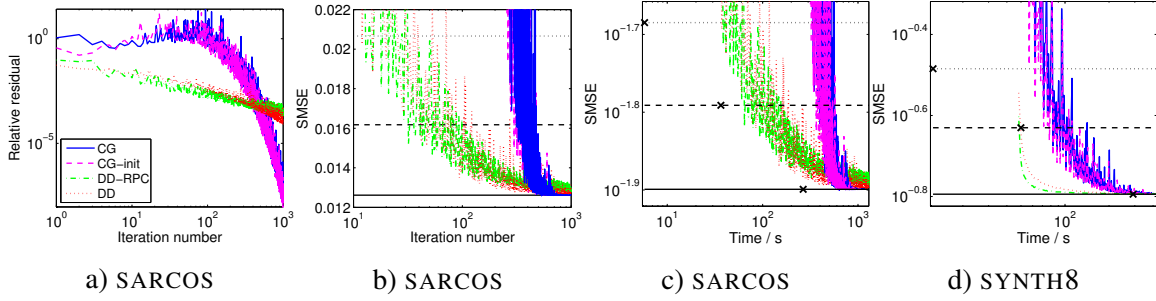 Relative residual
10^0
10^-5
CG
CG-init
DD-RPC
DD
10^0 10^1 10^2 10^3
Iteration number
a) SARCOS
SMSE
0.022
0.02
0.018
0.016
0.014
0.012
10^1 10^2 10^3
Iteration number
b) SARCOS
SMSE
10^-1.7
10^-1.8
10^-1.9
10^1 10^2 10^3
Time / s
c) SARCOS
SMSE
10^-0.4
10^-0.6
10^-0.8
10^2
Time / s
d) SYNTH8